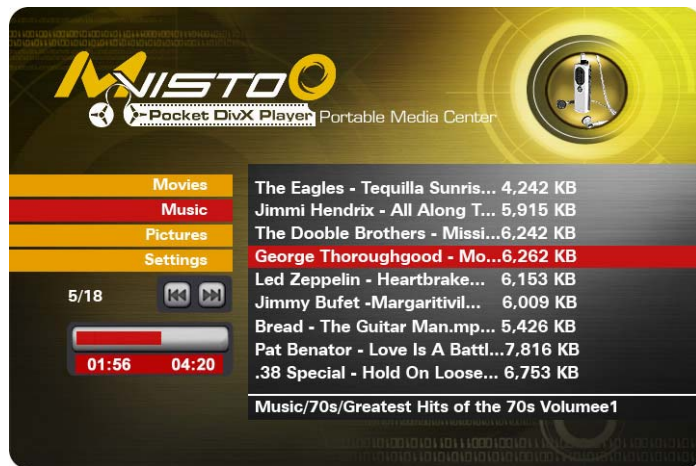 MVISTO
Pocket DivX Player Portable Media Center
Movies
Music
Pictures
Settings
5/18
01:56 04:20
The Eagles - Tequilla Sunris... 4,242 KB
Jimmi Hendrix - All Along T... 5,915 KB
The Dooble Brothers - Missi...6,242 KB
George Thoroughgood - Mo...6,262 KB
Led Zeppelin - Heartbrake... 6,153 KB
Jimmy Bufet -Margaritivil... 6,009 KB
Bread - The Guitar Man.mp... 5,426 KB
Pat Benator - Love Is A Battl...7,816 KB
.38 Special - Hold On Loose... 6,753 KB
Music/70s/Greatest Hits of the 70s Volumee1